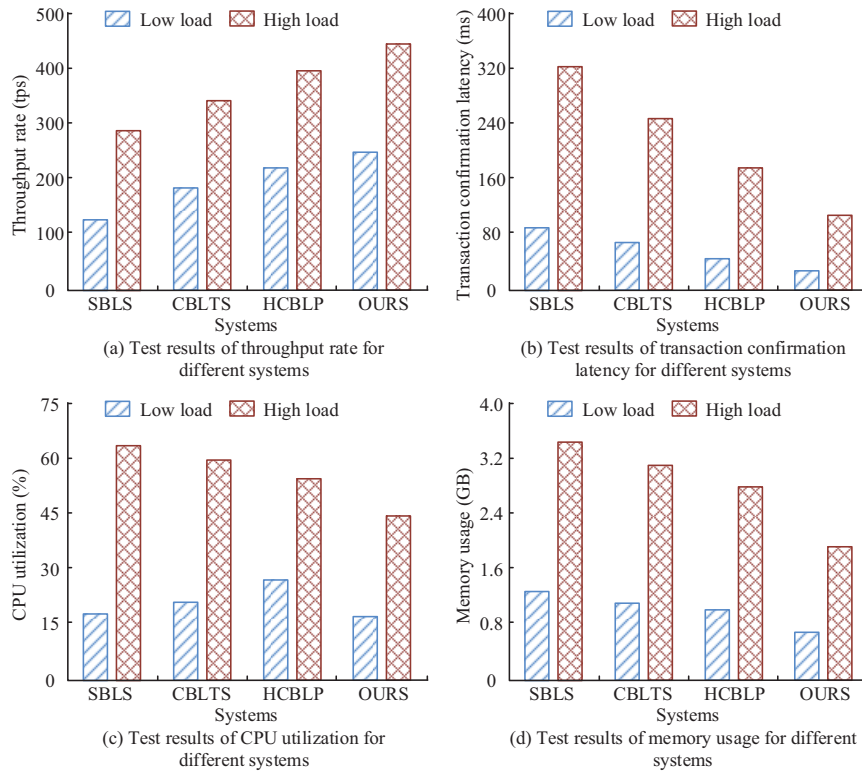 500
400
300
200
100
0
Throughput rate (tps)
Low load
High load
SBLS
CBLTS
HCBLP
OURS
Systems
(a) Test results of throughput rate for
different systems
400
320
240
160
80
0
Transaction confirmation latency (ms)
Low load
High load
SBLS
CBLTS
HCBLP
OURS
Systems
(b) Test results of transaction confirmation
latency for different systems
75
60
45
30
15
0
CPU utilization (%)
Low load
High load
SBLS
CBLTS
HCBLP
OURS
Systems
(c) Test results of CPU utilization for
different systems
4.0
3.2
2.4
1.6
0.8
0
Memory usage (GB)
Low load
High load
SBLS
CBLTS
HCBLP
OURS
Systems
(d) Test results of memory usage for different
systems